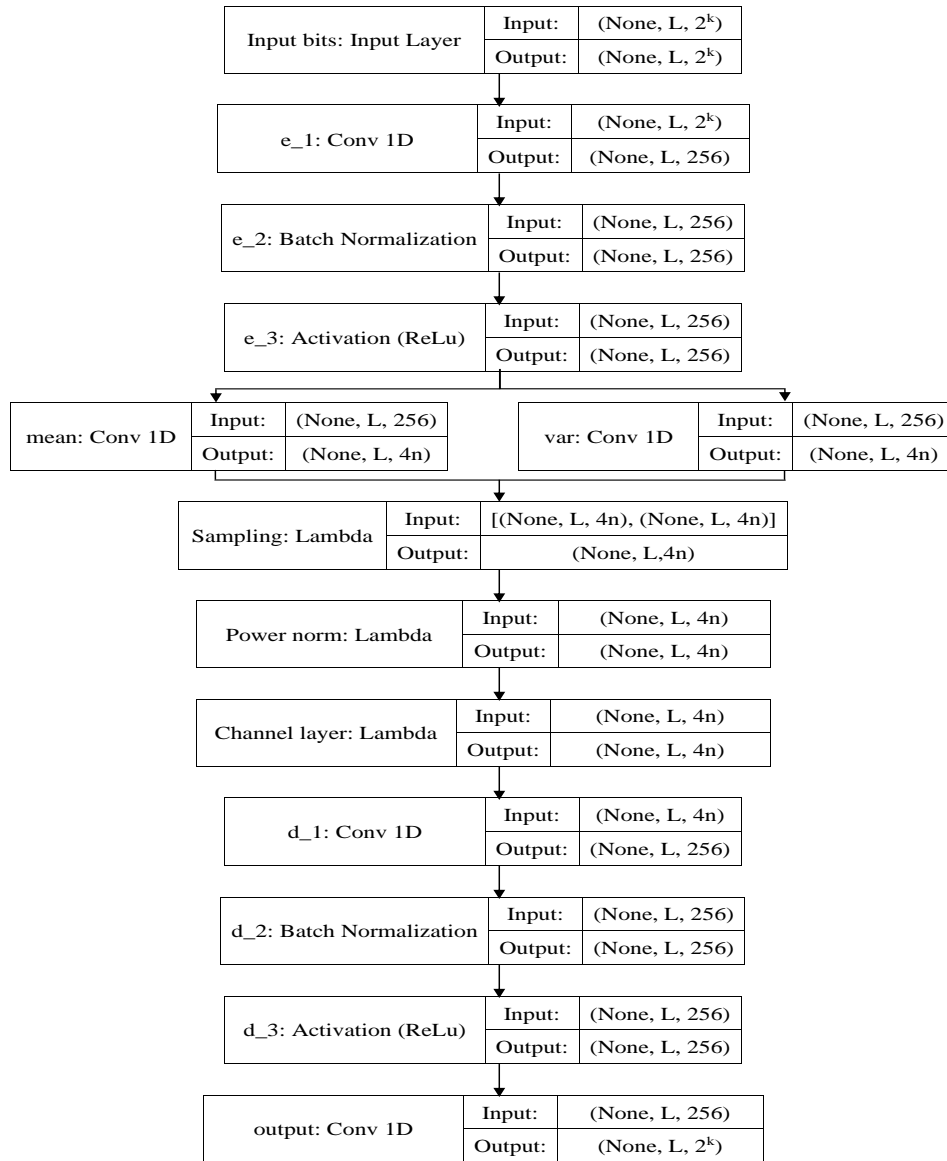 Input bits: Input Layer
Input: (None, L, 2ᵏ)
Output: (None, L, 2ᵏ)
e_1: Conv 1D
Input: (None, L, 2ᵏ)
Output: (None, L, 256)
e_2: Batch Normalization
Input: (None, L, 256)
Output: (None, L, 256)
e_3: Activation (ReLu)
Input: (None, L, 256)
Output: (None, L, 256)
mean: Conv 1D
Input: (None, L, 256)
Output: (None, L, 4n)
var: Conv 1D
Input: (None, L, 256)
Output: (None, L, 4n)
Sampling: Lambda
Input: [(None, L, 4n), (None, L, 4n)]
Output: (None, L,4n)
Power norm: Lambda
Input: (None, L, 4n)
Output: (None, L, 4n)
Channel layer: Lambda
Input: (None, L, 4n)
Output: (None, L, 4n)
d_1: Conv 1D
Input: (None, L, 4n)
Output: (None, L, 256)
d_2: Batch Normalization
Input: (None, L, 256)
Output: (None, L, 256)
d_3: Activation (ReLu)
Input: (None, L, 256)
Output: (None, L, 256)
output: Conv 1D
Input: (None, L, 256)
Output: (None, L, 2ᵏ)